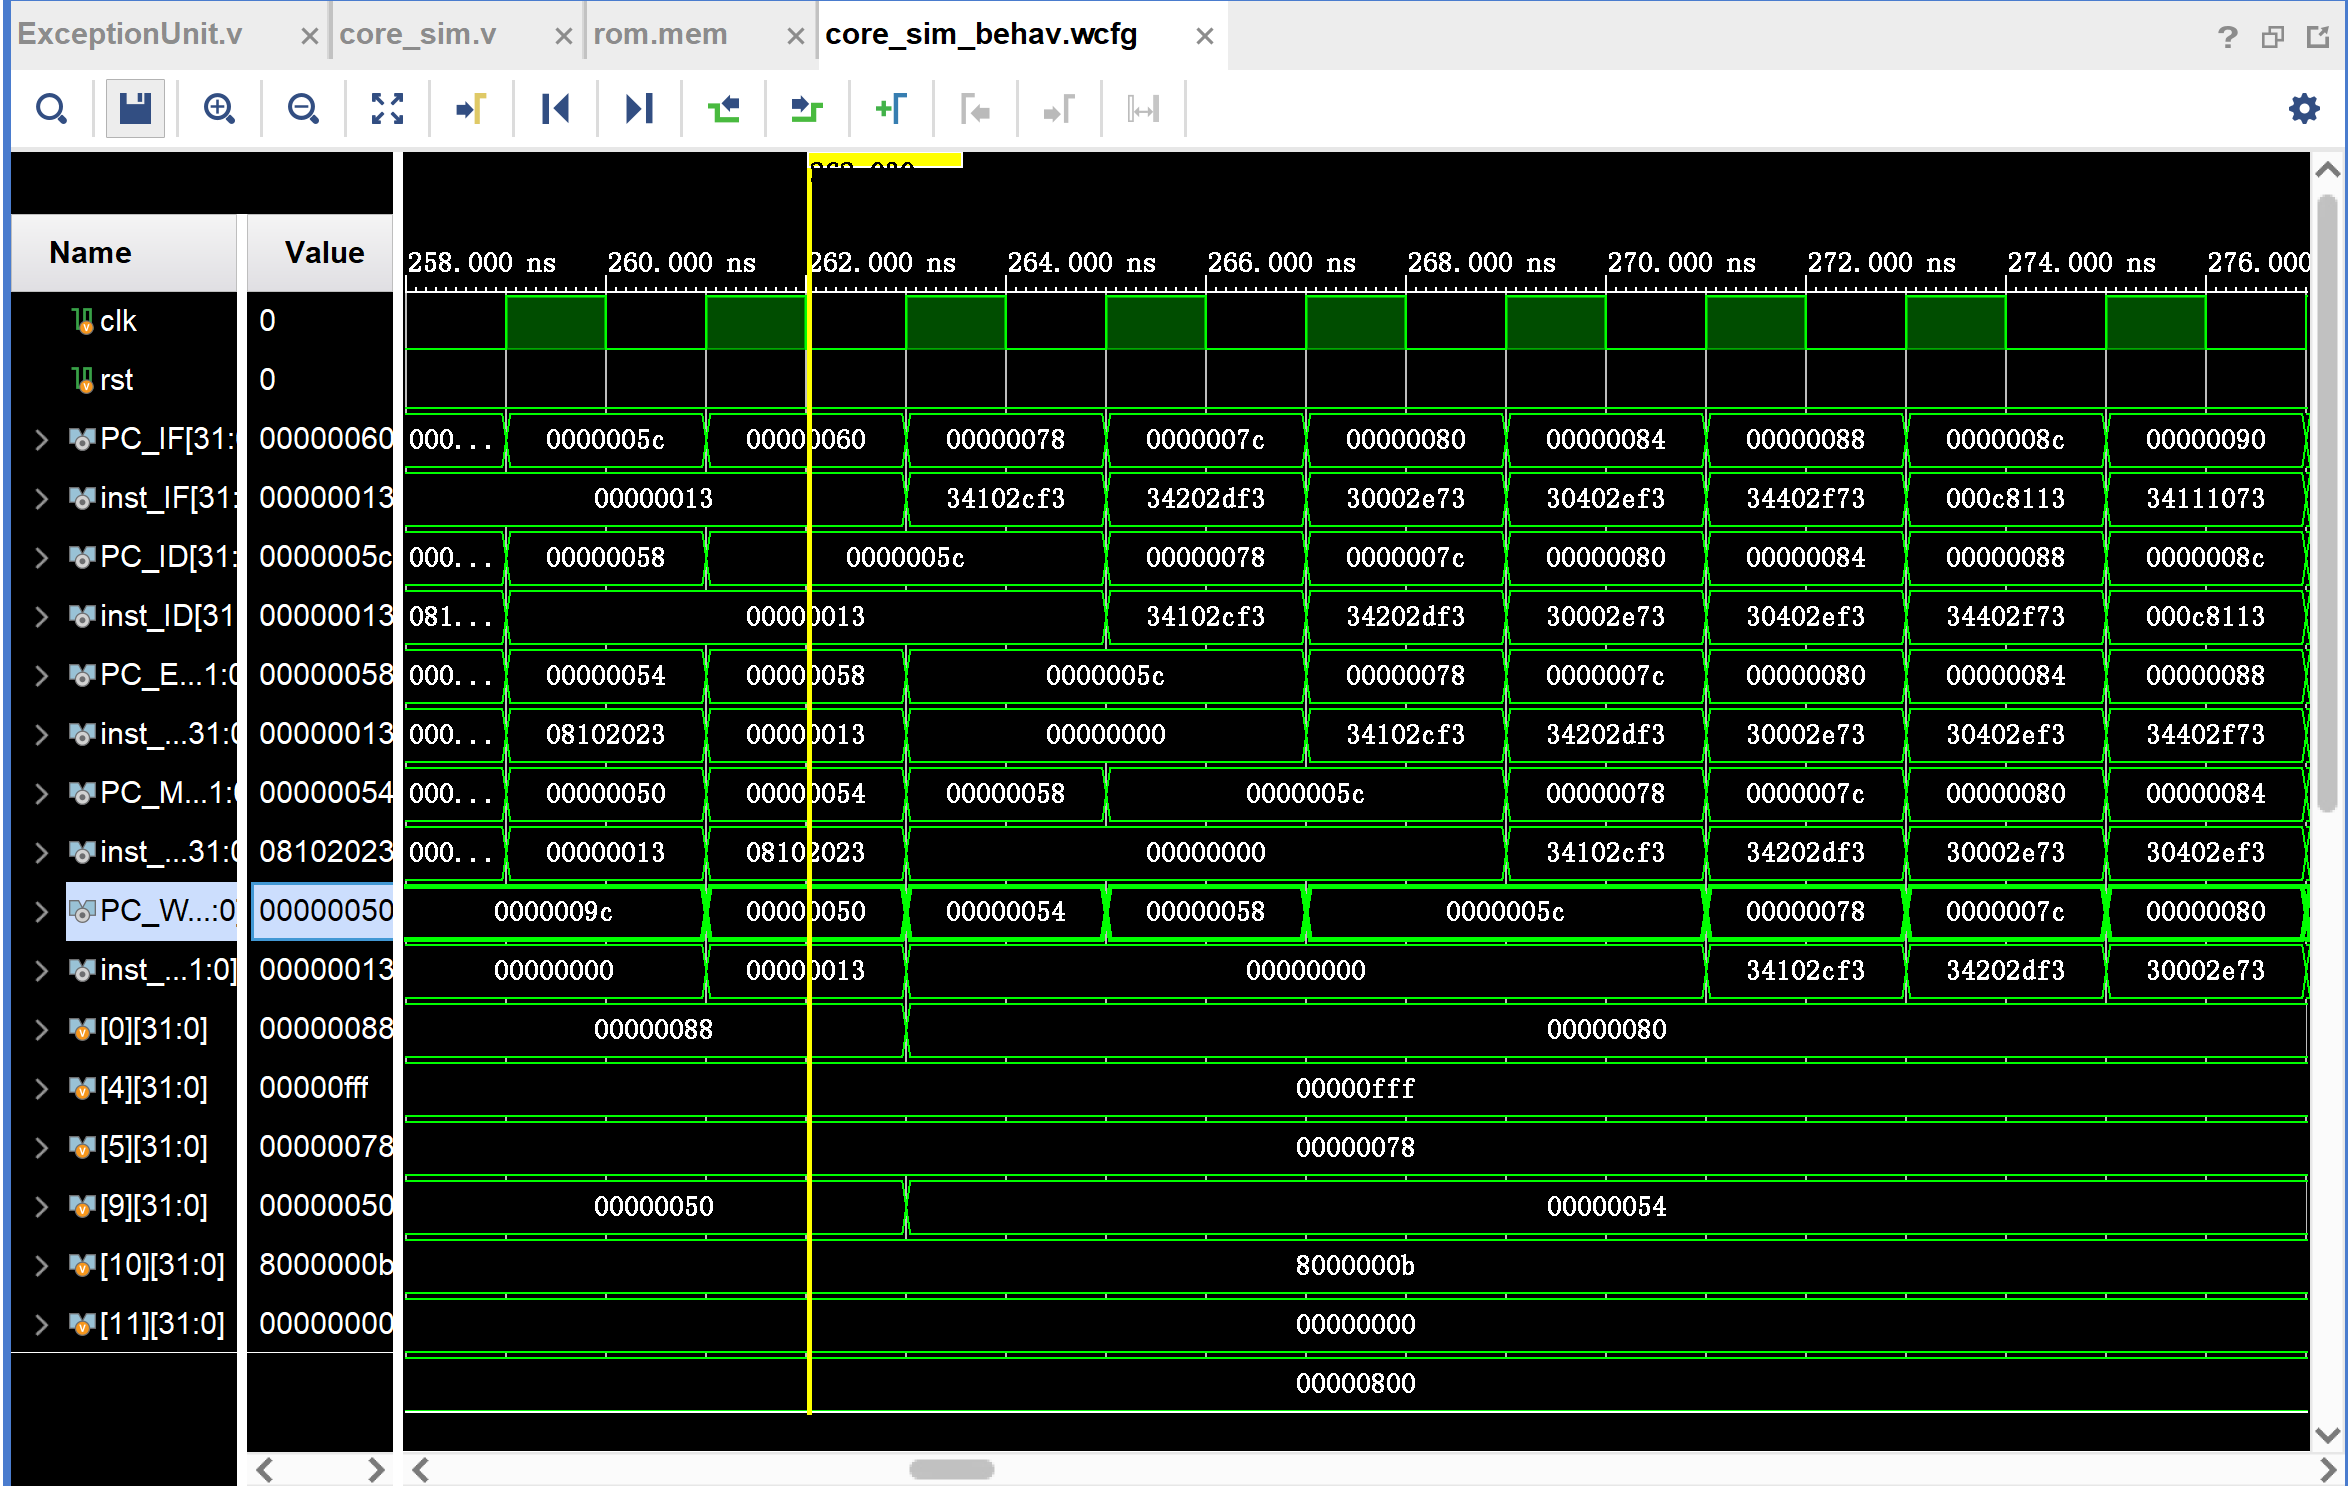 ExceptionUnit.v × core_sim.v × rom.mem × core_sim_behav.wcfg ×
?
Name Value
258.000 ns 260.000 ns 262.000 ns 264.000 ns 266.000 ns 268.000 ns 270.000 ns 272.000 ns 274.000 ns 276.000
clk 0
rst 0
PC_IF[31: 00000060 000... 0000005c 00000060 00000078 0000007c 00000080 00000084 00000088 0000008c 00000090
inst_IF[31: 00000013 00000013 34102cf3 34202df3 30002e73 30402ef3 34402f73 000c8113 34111073
PC_ID[31: 0000005c 000... 00000058 0000005c 00000078 0000007c 00000080 00000084 00000088 0000008c
inst_ID[31 00000013 081... 00000013 34102cf3 34202df3 30002e73 30402ef3 34402f73 000c8113
PC_E...1:0 00000058 000... 00000054 00000058 0000005c 00000078 0000007c 00000080 00000084 00000088
inst_...31:0 00000013 000... 08102023 00000013 00000000 34102cf3 34202df3 30002e73 30402ef3 34402f73
PC_M...1:0 00000054 000... 00000050 00000054 00000058 0000005c 00000078 0000007c 00000080 00000084
inst_...31:0 08102023 000... 00000013 08102023 00000000 34102cf3 34202df3 30002e73 30402ef3
PC_W...:0] 00000050 0000009c 00000050 00000054 00000058 0000005c 00000078 0000007c 00000080
inst_...1:0] 00000013 00000000 00000013 00000000 34102cf3 34202df3 30002e73
[0][31:0] 00000088 00000088 00000080
[4][31:0] 00000fff 00000fff
[5][31:0] 00000078 00000078
[9][31:0] 00000050 00000050 00000054
[10][31:0] 8000000b 8000000b
[11][31:0] 00000000 00000000
00000800